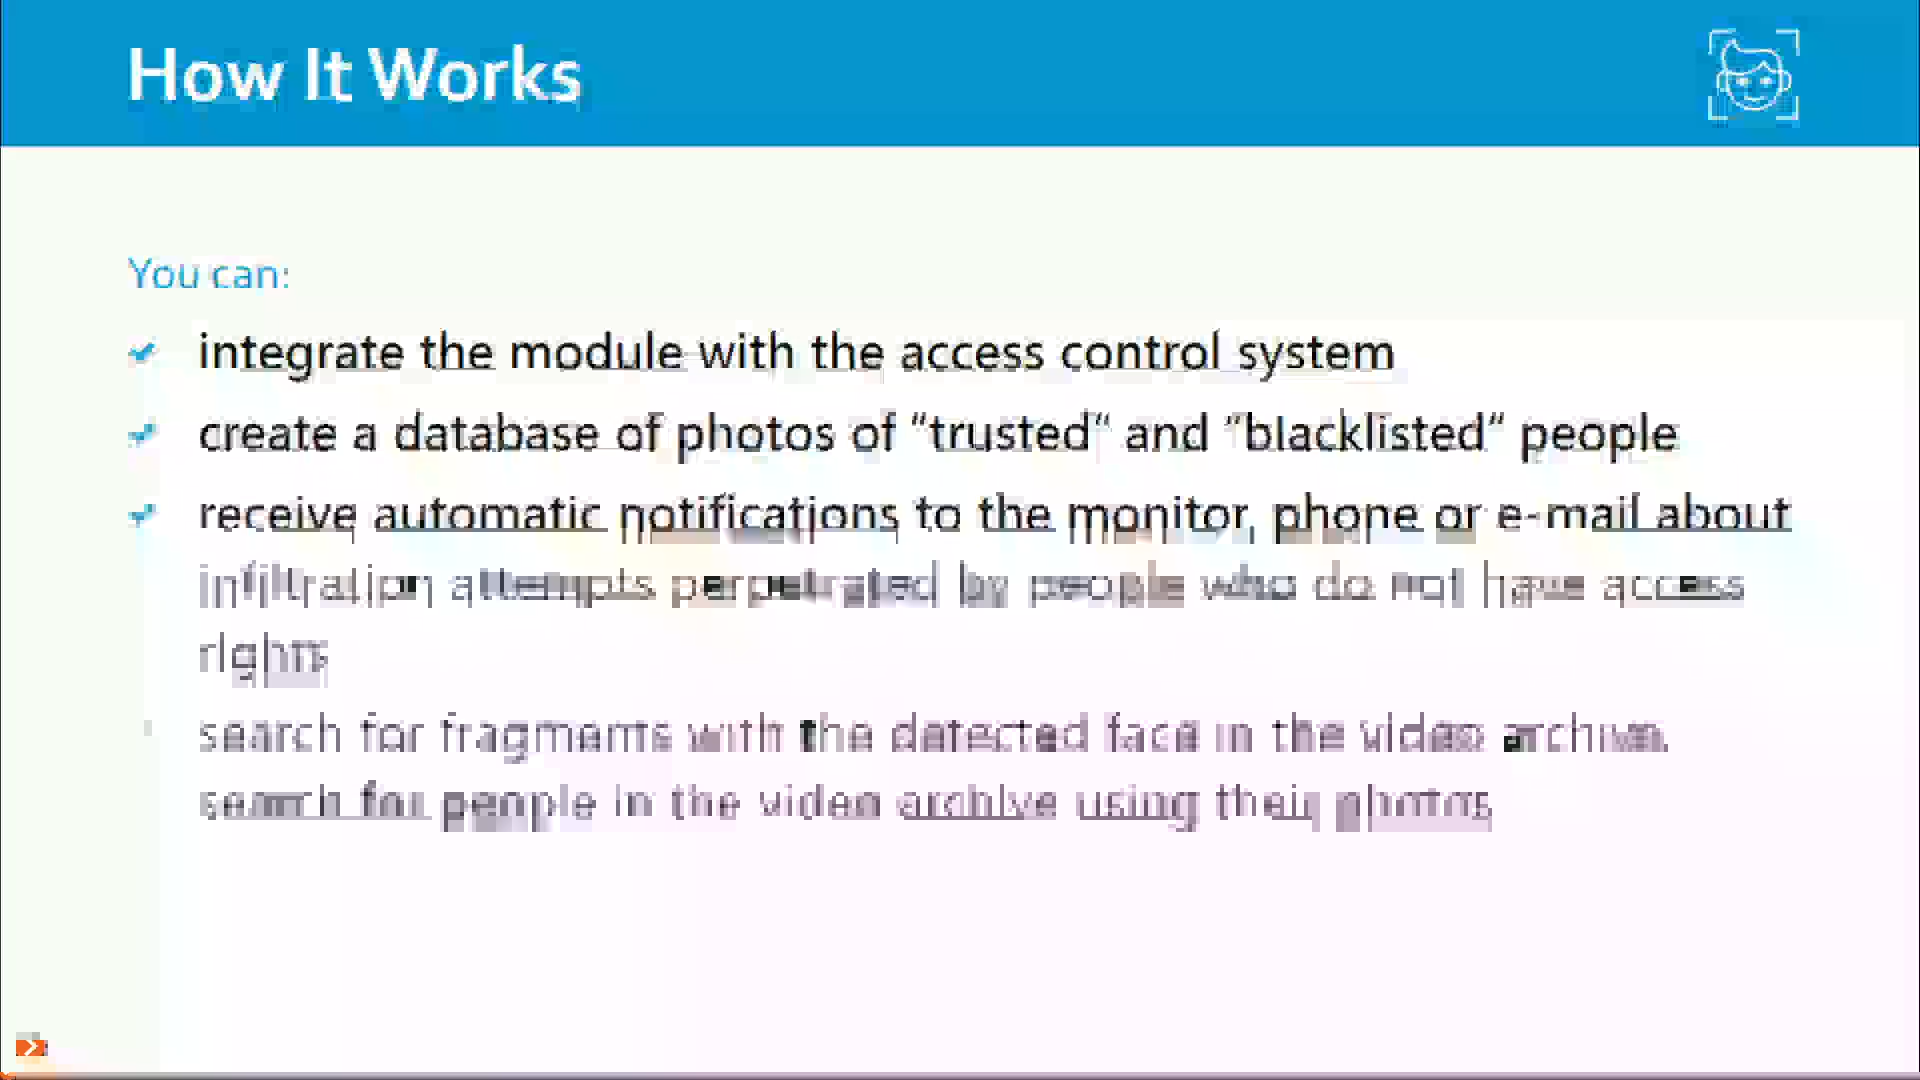 How It Works
You can:
integrate the module with the access control system
create a database of photos of “trusted“ and “blacklisted“ people
receive automatic notifications to the monitor, phone or e-mail about
infiltration attempts perpetrated by people who do not have access
rights
search for fragments with the detected face in the video archive.
search for people in the video archive using their photos